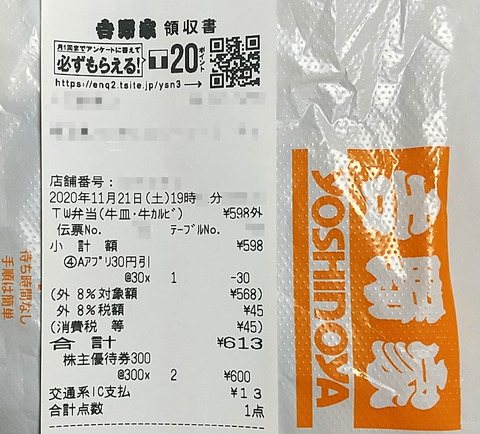 吉野家 領収書
月1回までアンケートに答えて
必ずもらえる! T 20 ポイント
https://enq2.tsite.jp/ysn3→
店舗番号:
2020年11月21日(土)19時 分
TW弁当(牛皿・牛カルビ) ¥598外
伝票No. テーブルNo.
小 計 額 ¥598
④Aアプリ30円引
@30x 1 -30
(外 8%対象額 ¥568)
外 8%税額 ¥45
(消費税 等 ¥45)
合 計 ¥613
株主優待券300
@300x 2 ¥600
交通系IC支払 ¥13
合計点数 1点
待ち時間なし
手順は簡単
吉野家
YOSHINOYA